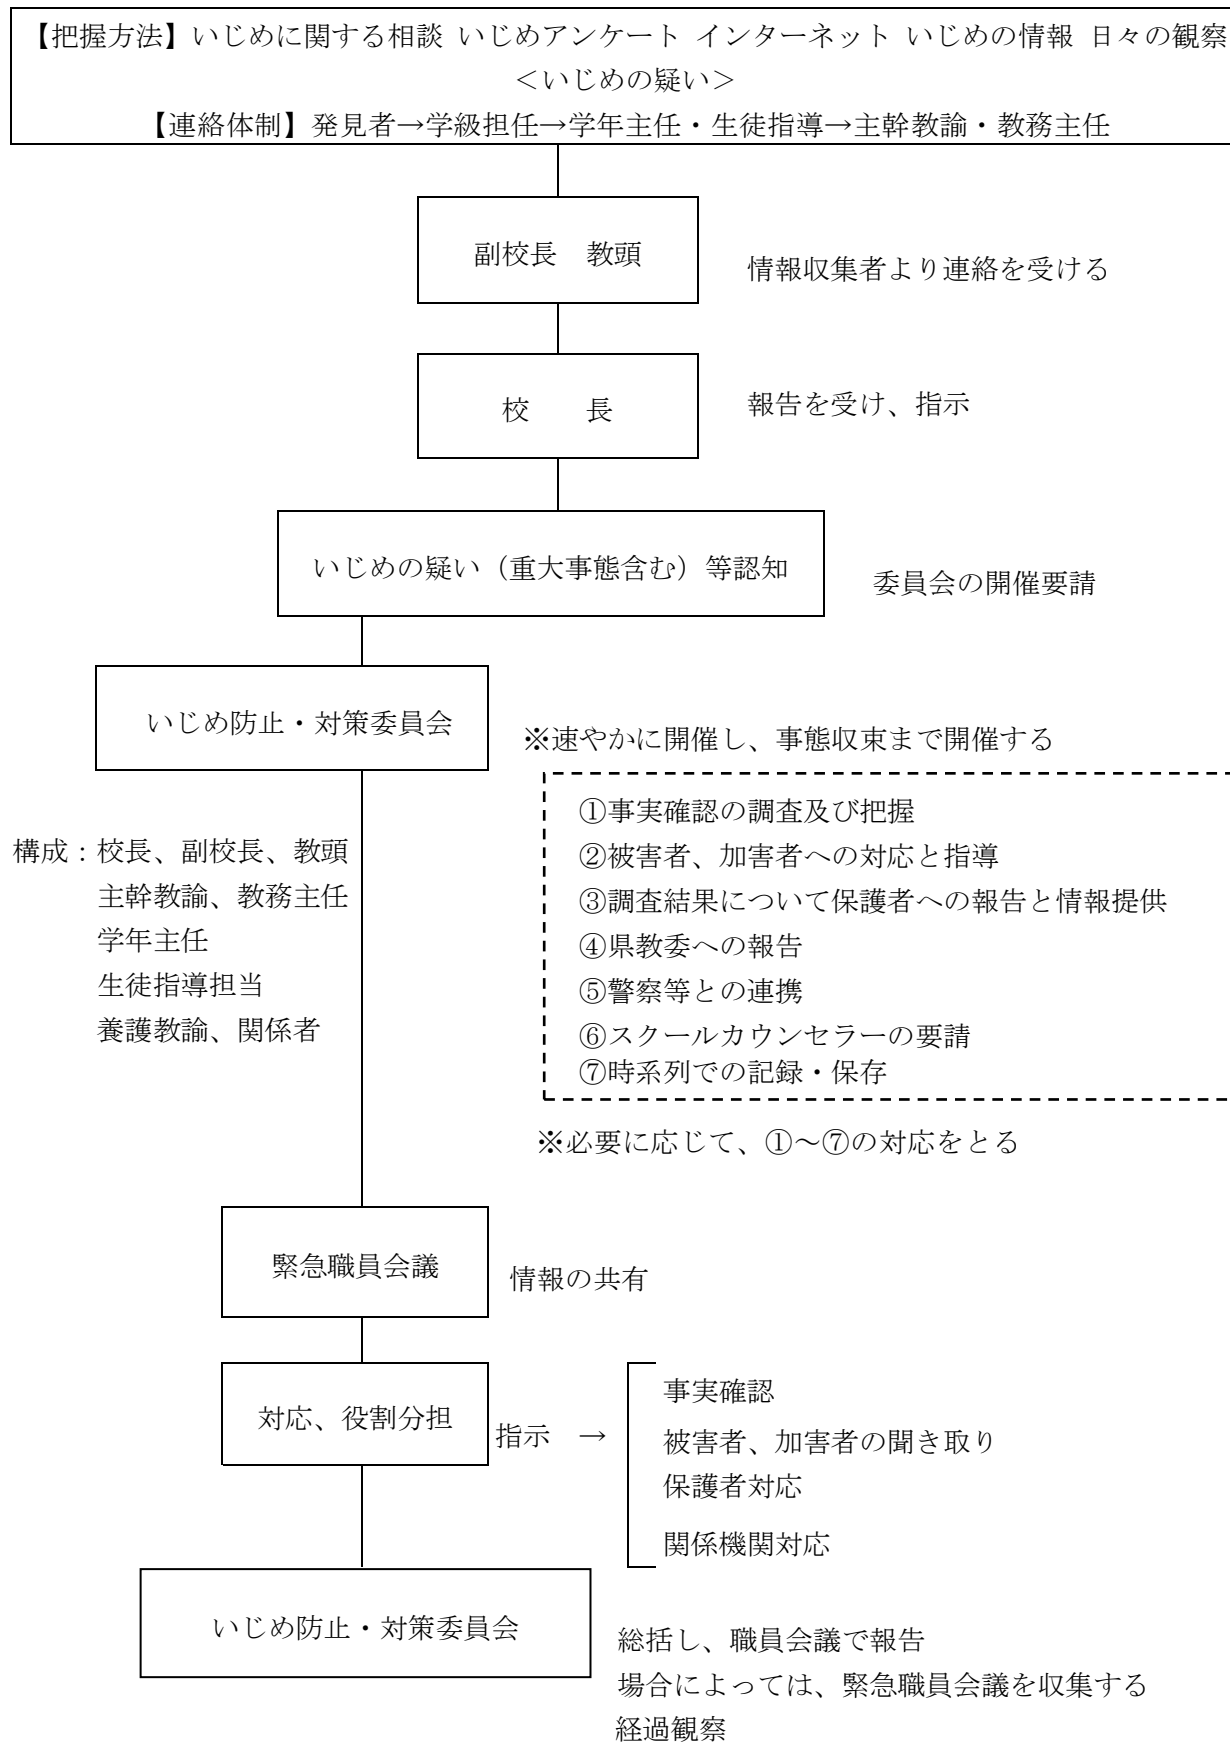 【把握方法】いじめに関する相談 いじめアンケート インターネット いじめの情報 日々の観察
＜いじめの疑い＞
【連絡体制】発見者→学級担任→学年主任・生徒指導→主幹教諭・教務主任
副校長　教頭
情報収集者より連絡を受ける
校　　長
報告を受け、指示
いじめの疑い（重大事態含む）等認知
委員会の開催要請
いじめ防止・対策委員会
※速やかに開催し、事態収束まで開催する
構成：校長、副校長、教頭
主幹教諭、教務主任
学年主任
生徒指導担当
養護教諭、関係者
①事実確認の調査及び把握
②被害者、加害者への対応と指導
③調査結果について保護者への報告と情報提供
④県教委への報告
⑤警察等との連携
⑥スクールカウンセラーの要請
⑦時系列での記録・保存
※必要に応じて、①～⑦の対応をとる
緊急職員会議
情報の共有
対応、役割分担
指示　→
事実確認
被害者、加害者の聞き取り
保護者対応
関係機関対応
いじめ防止・対策委員会
総括し、職員会議で報告
場合によっては、緊急職員会議を収集する
経過観察